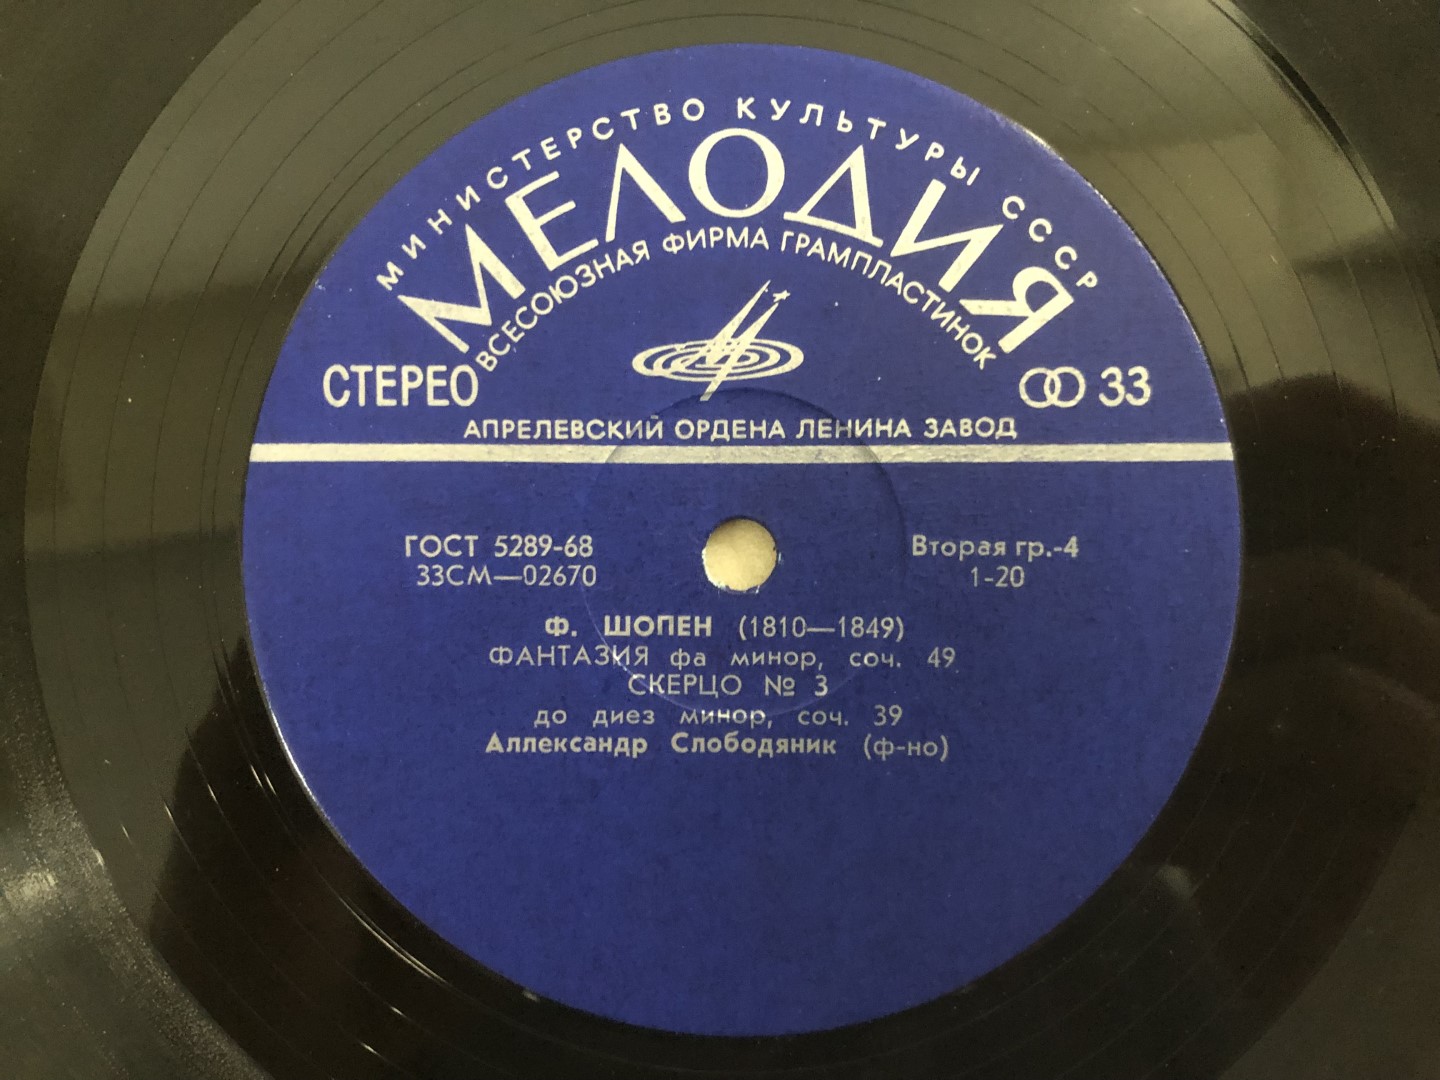 МИНИСТЕРСТВО КУЛЬТУРЫ СССР
МЕЛОДИЯ
ВСЕСОЮЗНАЯ ФИРМА ГРАМПЛАСТИНОК
СТЕРЕО 33
АПРЕЛЕВСКИЙ ОРДЕНА ЛЕНИНА ЗАВОД
ГОСТ 5289-68 Вторая гр.-4
33СМ—02670 1-20
Ф. ШОПЕН (1810—1849)
ФАНТАЗИЯ фа минор, соч. 49
СКЕРЦО № 3
до диез минор, соч. 39
Аллександр Слободяник (ф-но)